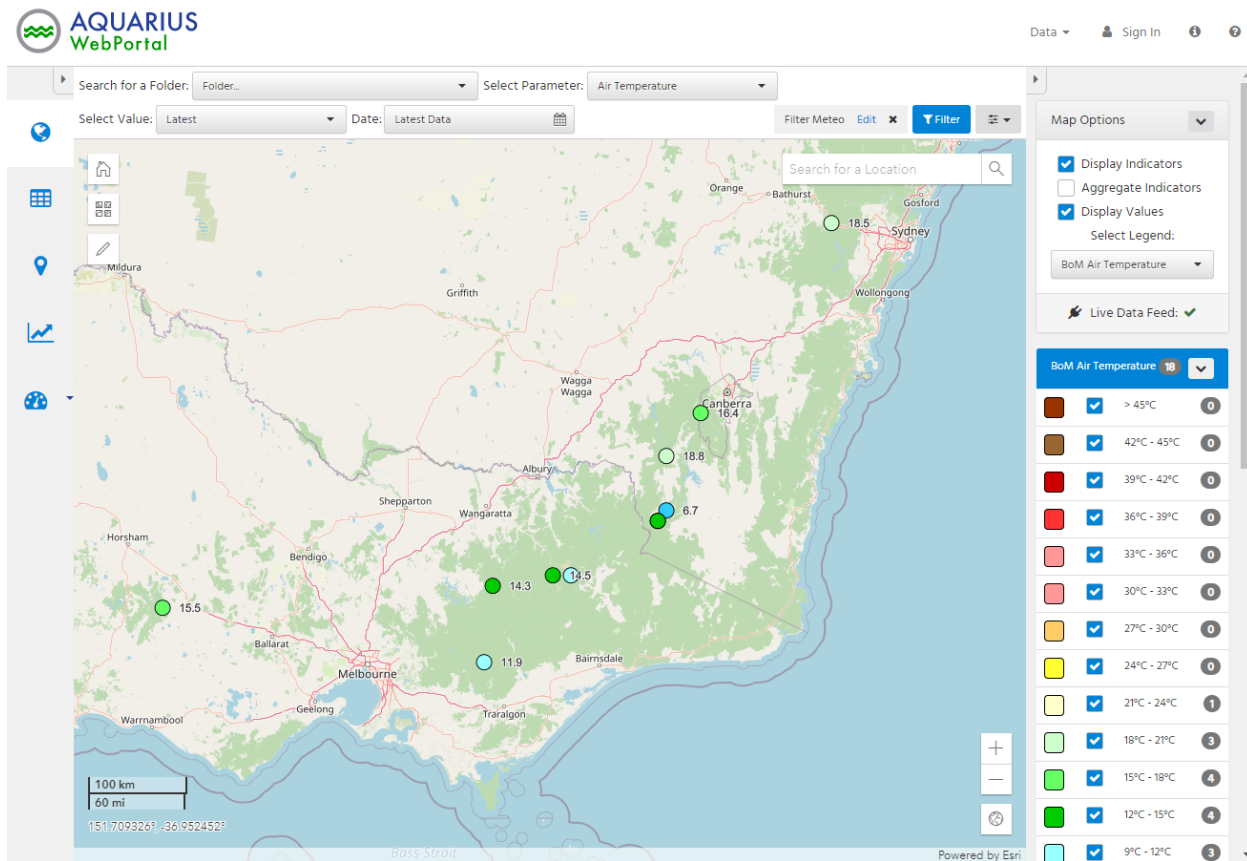 AQUARIUS
WebPortal
Data
Sign In
Search for a Folder: Folder...
Select Parameter: Air Temperature
Select Value: Latest
Date: Latest Data
Filter Meteo Edit
Filter
Search for a Location
Orange
Bathurst
Gosford
18.5
Sydney
Mildura
Griffith
Wollongong
Wagga
Wagga
Canberra
16.4
18.8
Albury
Shepparton
Wangaratta
6.7
Horsham
Bendigo
14.5
14.3
15.5
Ballarat
11.9
Bairnsdale
Melbourne
Geelong
Traralgon
Warrnambool
100 km
60 mi
151.709326°, -36.952452°
Bass Strait
Powered by Esri
Map Options
Display Indicators
Aggregate Indicators
Display Values
Select Legend:
BoM Air Temperature
Live Data Feed:
BoM Air Temperature 18
> 45°C 0
42°C - 45°C 0
39°C - 42°C 0
36°C - 39°C 0
33°C - 36°C 0
30°C - 33°C 0
27°C - 30°C 0
24°C - 27°C 0
21°C - 24°C 1
18°C - 21°C 3
15°C - 18°C 4
12°C - 15°C 4
9°C - 12°C 3